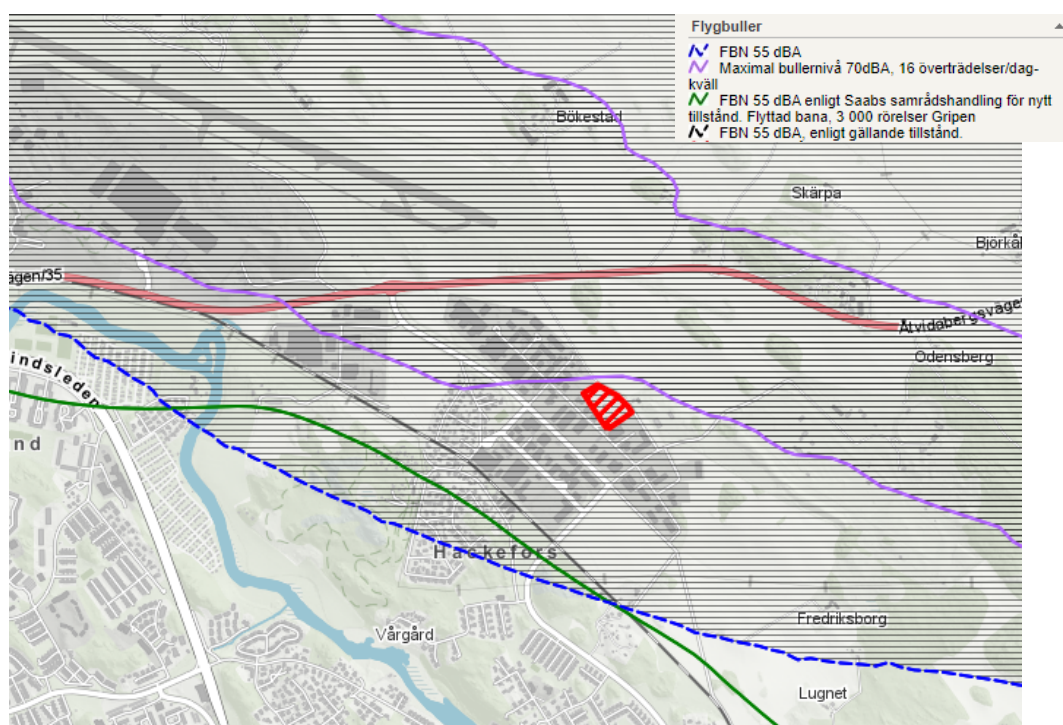 Flygbuller
FBN 55 dBA
Maximal bullernivå 70dBA, 16 överträdelser/dag-
kväll
FBN 55 dBA enligt Saabs samrådshandling för nytt
tillstånd. Flyttad bana, 3 000 rörelser Gripen
FBN 55 dBA, enligt gällande tillstånd.
Bökestad
Skärpa
Björkål
ägen/35
Åtvidabergsväge
Odensberg
indsleden
nd
Hackefors
Fredriksborg
Vårgård
Lugnet